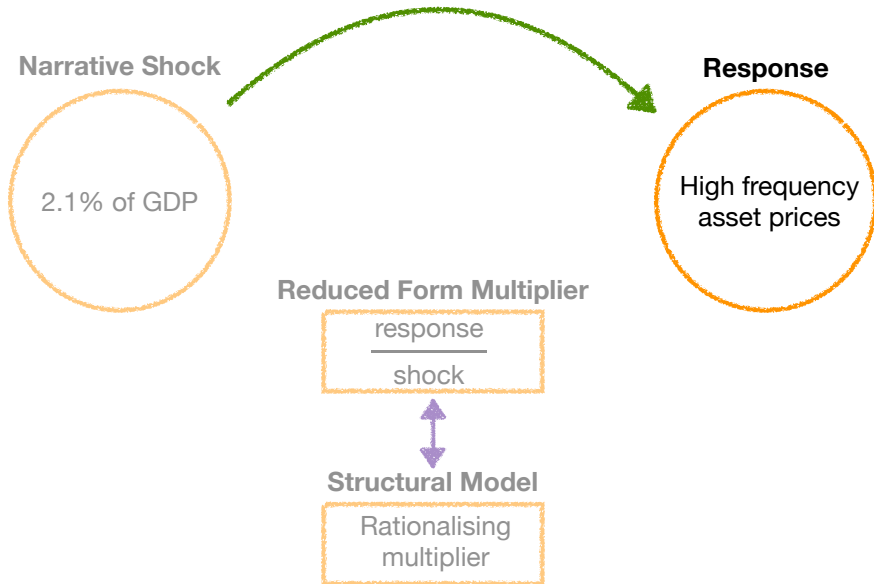 Narrative Shock
Response
2.1% of GDP
High frequency
asset prices
Reduced Form Multiplier
response
shock
Structural Model
Rationalising
multiplier